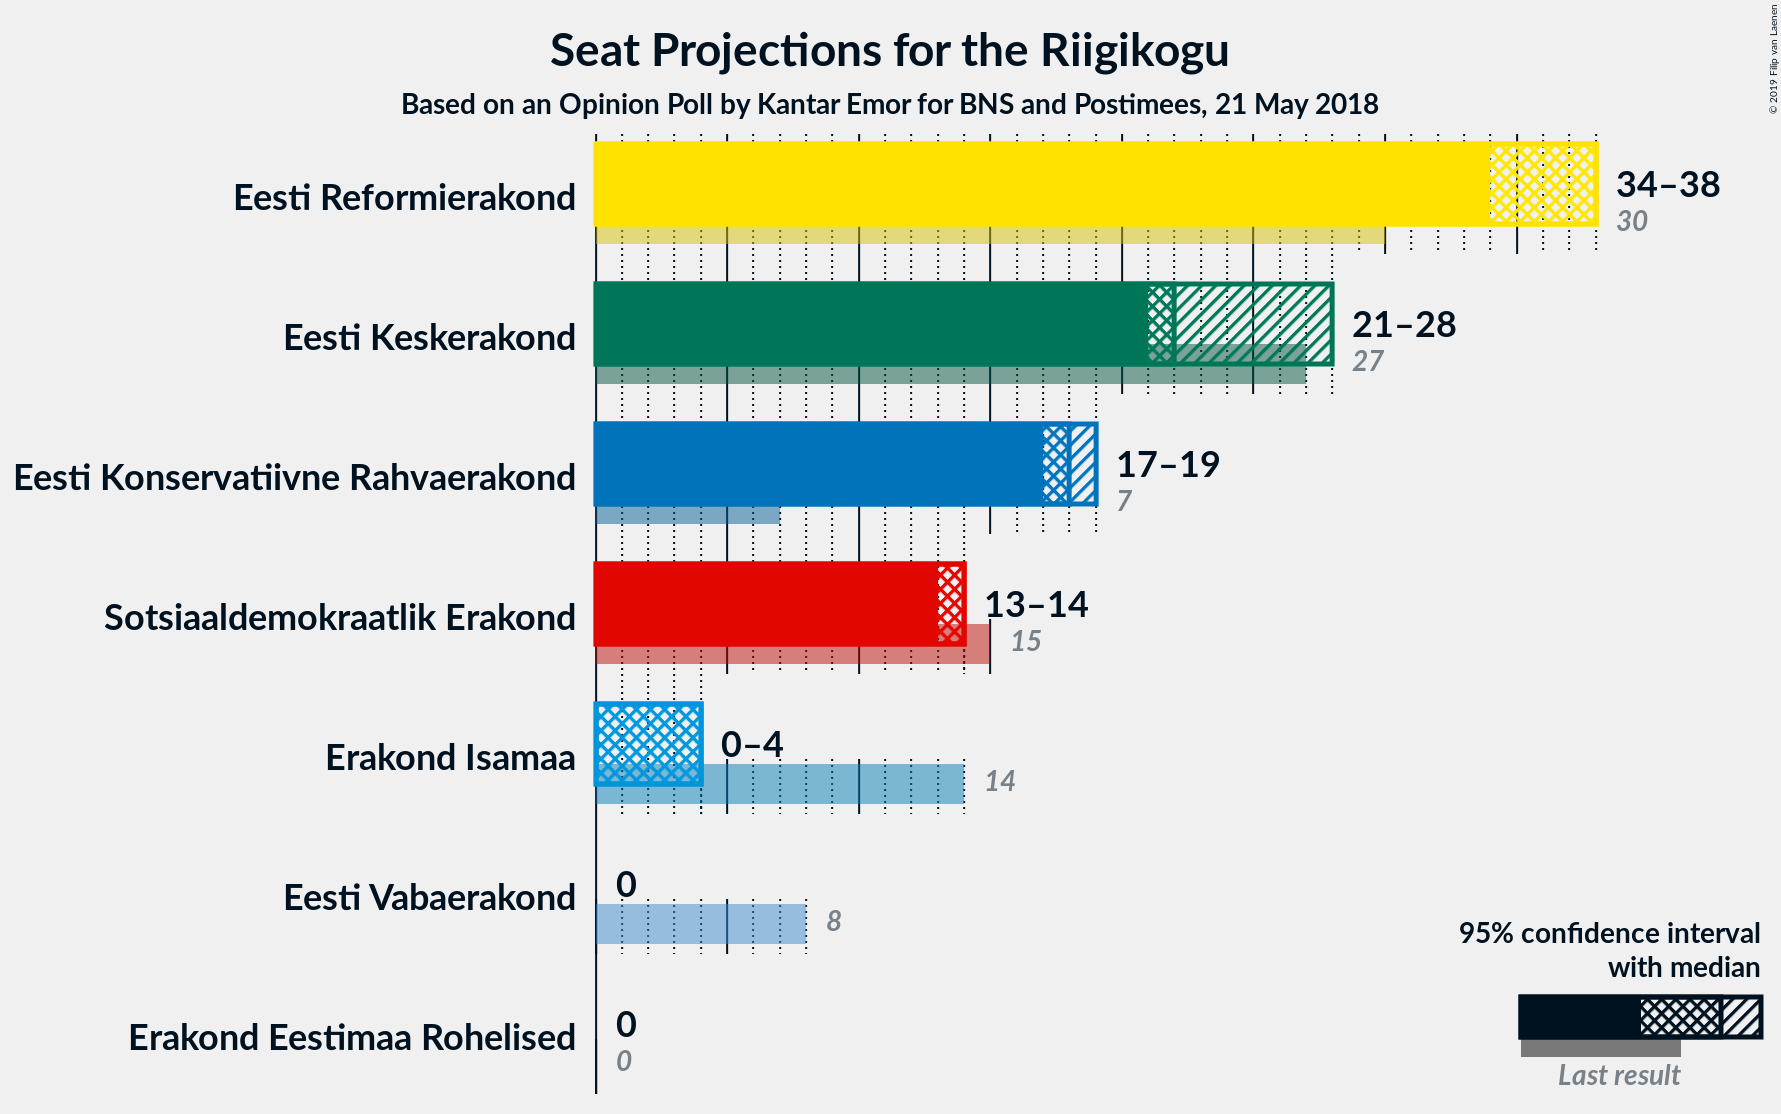 Seat Projections for the Riigikogu
Based on an Opinion Poll by Kantar Emor for BNS and Postimees, 21 May 2018
© 2019 Filip van Laenen
Eesti Reformierakond
34–38
30
Eesti Keskerakond
21–28
27
Eesti Konservatiivne Rahvaerakond
17–19
7
Sotsiaaldemokraatlik Erakond
13–14
15
Erakond Isamaa
0–4
14
Eesti Vabaerakond
0
8
Erakond Eestimaa Rohelised
0
0
95% confidence interval
with median
Last result